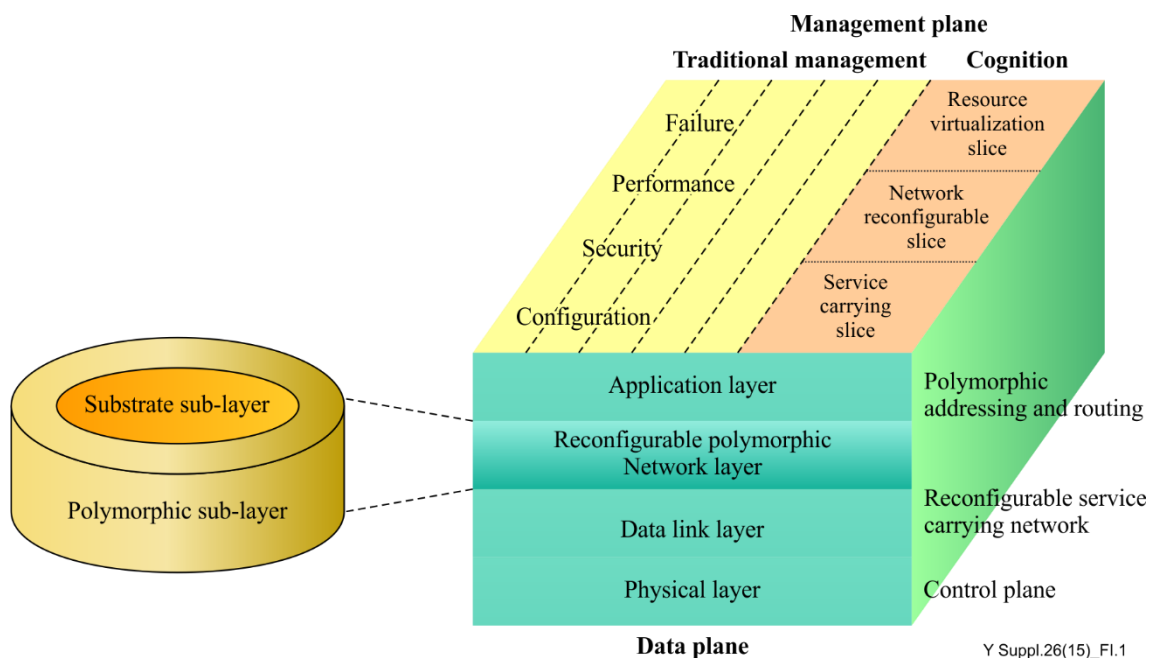 Management plane
Traditional management
Cognition
Failure
Performance
Security
Configuration
Resource
virtualization
slice
Network
reconfigurable
slice
Service
carrying
slice
Substrate sub-layer
Polymorphic sub-layer
Application layer
Reconfigurable polymorphic
Network layer
Data link layer
Physical layer
Polymorphic
addressing and routing
Reconfigurable service
carrying network
Control plane
Data plane
Y Suppl.26(15)_FI.1